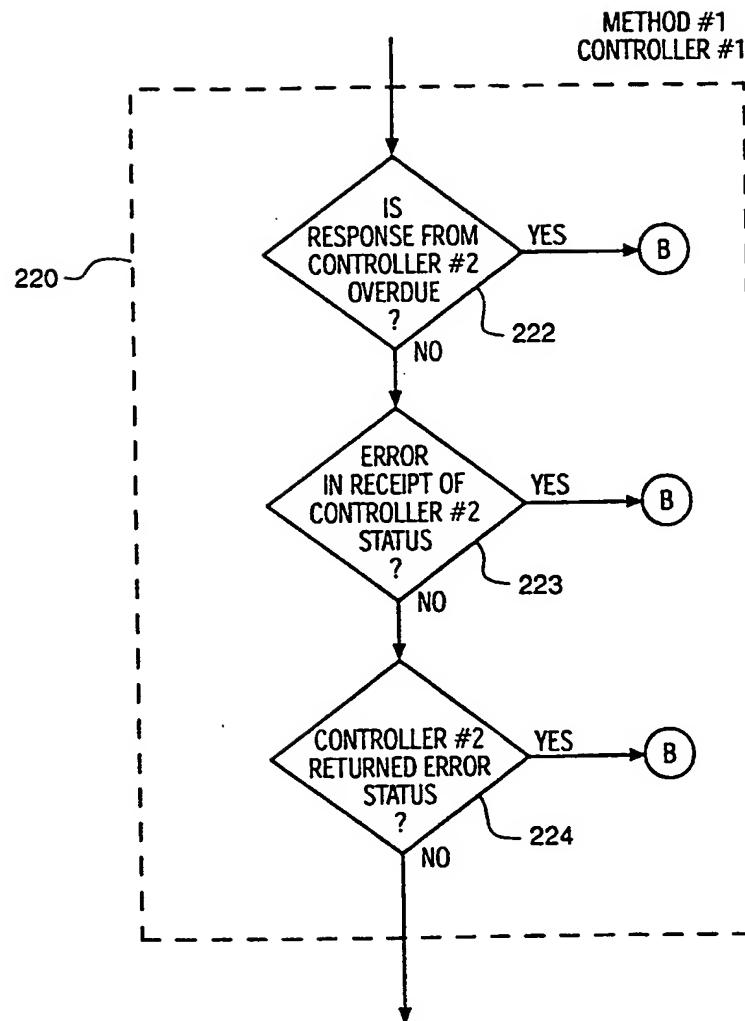 METHOD #1
CONTROLLER #1
IS
RESPONSE FROM
CONTROLLER #2
OVERDUE
?
YES
B
220
222
NO
ERROR
IN RECEIPT OF
CONTROLLER #2
STATUS
?
YES
B
223
NO
CONTROLLER #2
RETURNED ERROR
STATUS
?
YES
B
224
NO